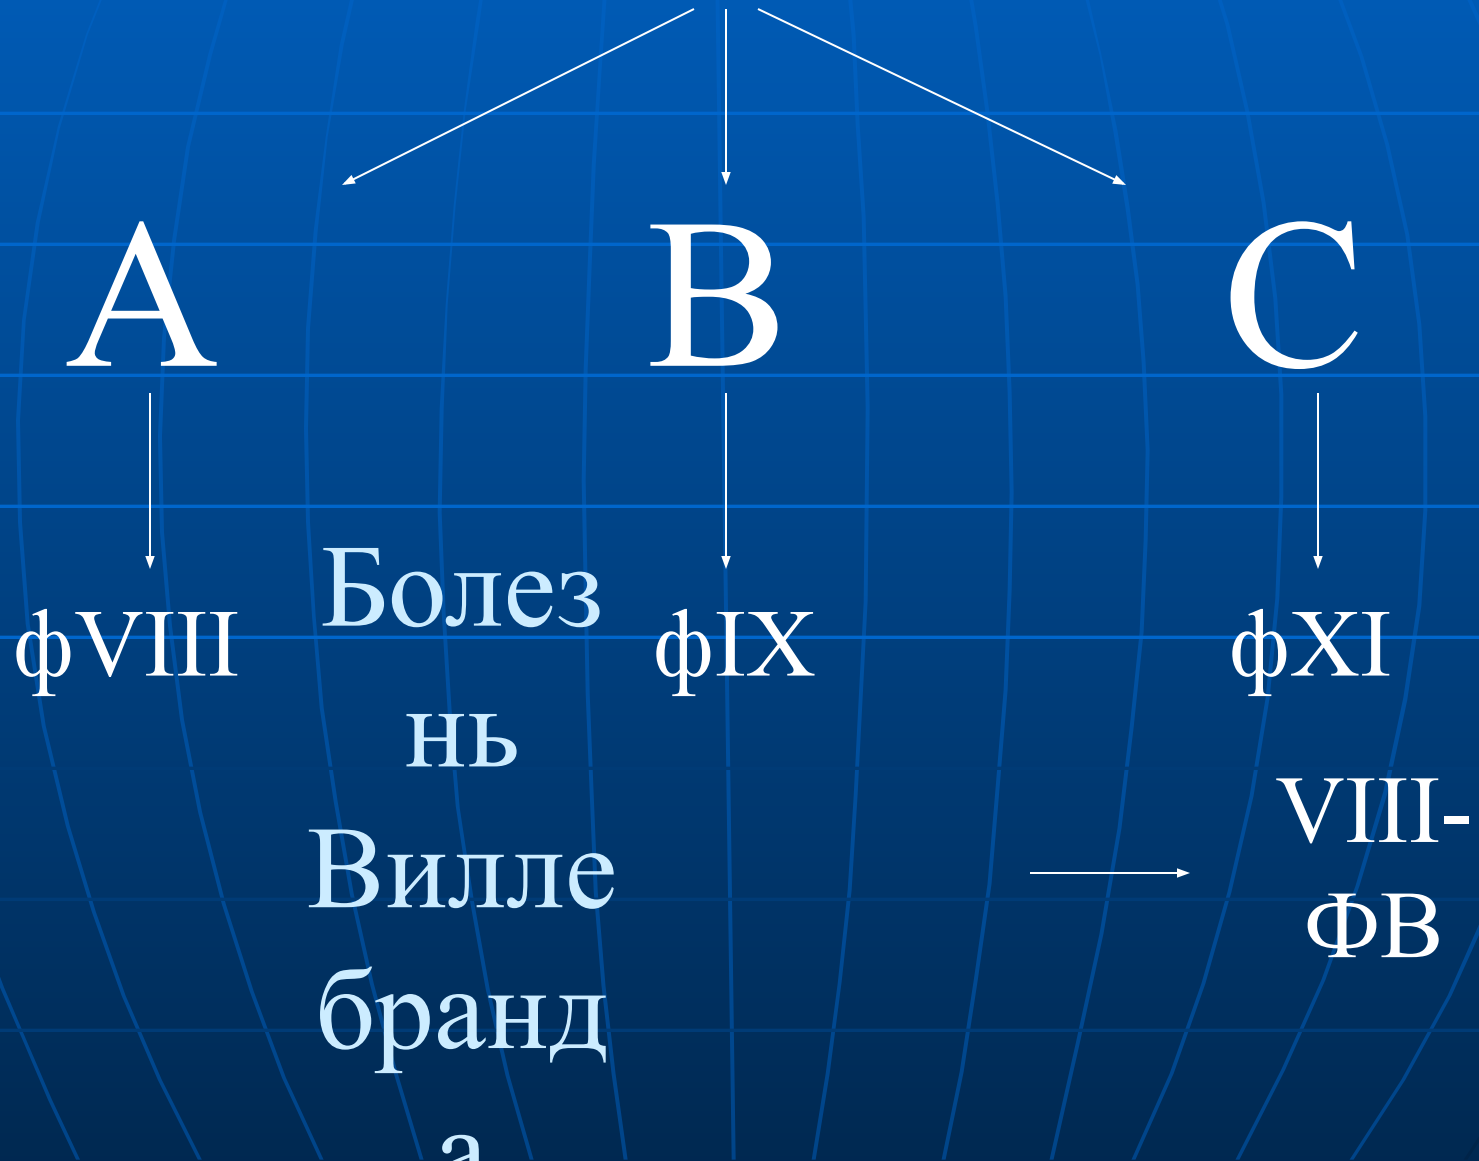 A B C
фVIII фIX фXI
Болез
нь
Вилле
бранд
а
VIII-
ФВ